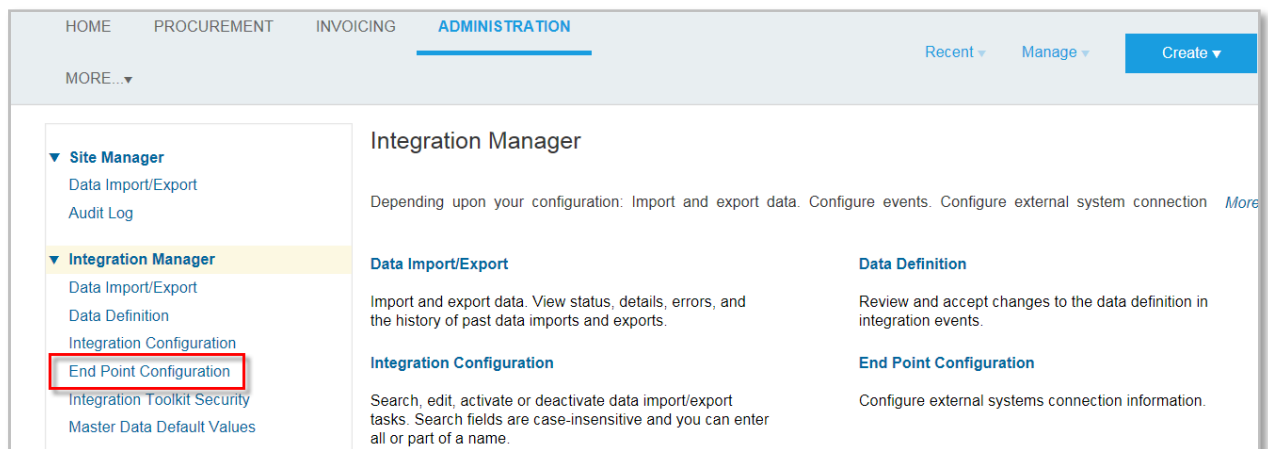 HOME PROCUREMENT INVOICING ADMINISTRATION
Recent Manage Create
MORE...
Site Manager
Data Import/Export
Audit Log
Integration Manager
Data Import/Export
Data Definition
Integration Configuration
End Point Configuration
Integration Toolkit Security
Master Data Default Values
Integration Manager
Depending upon your configuration: Import and export data. Configure events. Configure external system connection More
Data Import/Export
Import and export data. View status, details, errors, and
the history of past data imports and exports.
Data Definition
Review and accept changes to the data definition in
integration events.
Integration Configuration
Search, edit, activate or deactivate data import/export
tasks. Search fields are case-insensitive and you can enter
all or part of a name.
End Point Configuration
Configure external systems connection information.